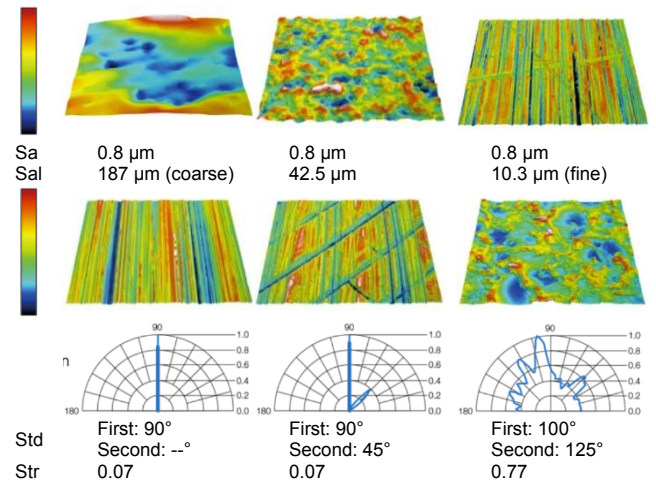 Sa 0.8 µm 0.8 µm 0.8 µm
Sal 187 µm (coarse) 42.5 µm 10.3 µm (fine)
90 90 90
1.0 1.0 1.0
0.8 0.8 0.8
0.6 0.6 0.6
0.4 0.4 0.4
0.2 0.2 0.2
n
180 0.0 180 0.0 180 0.0
Std First: 90° First: 90° First: 100°
Second: --° Second: 45° Second: 125°
Str 0.07 0.07 0.77